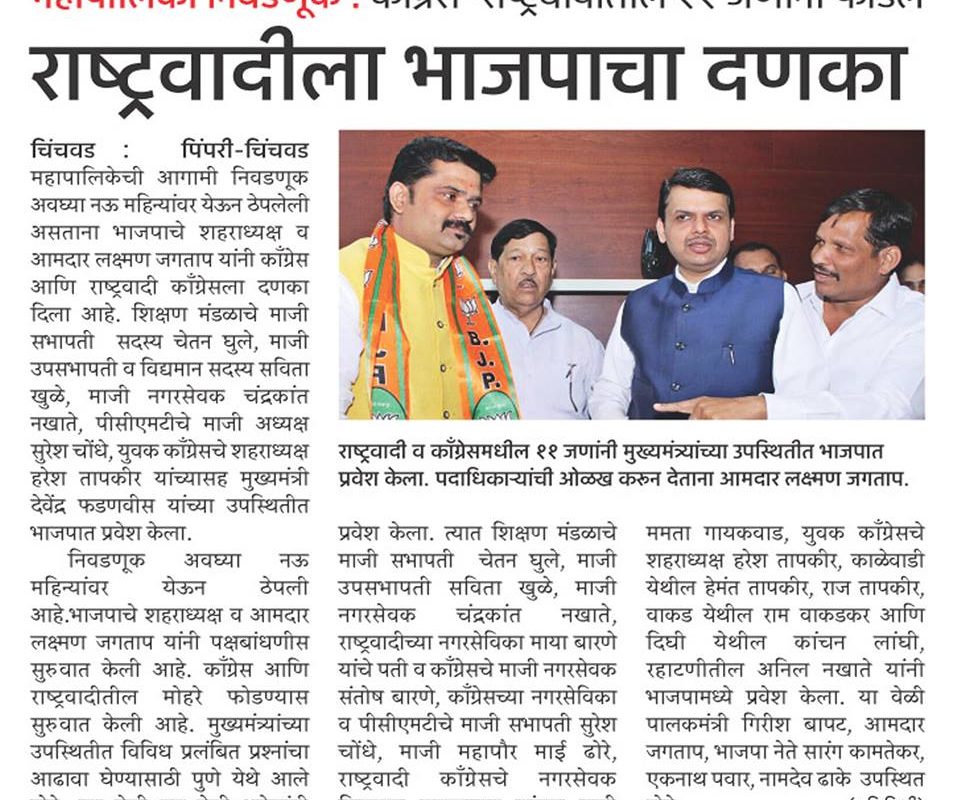 महापालिका निवडणूक : काँग्रेस- राष्ट्रवादीतील ११ जणांना फोडले
राष्ट्रवादीला भाजपाचा दणका
चिंचवड : पिंपरी-चिंचवड
महापालिकेची आगामी निवडणूक
अवघ्या नऊ महिन्यांवर येऊन ठेपलेली
असताना भाजपाचे शहराध्यक्ष व
आमदार लक्ष्मण जगताप यांनी काँग्रेस
आणि राष्ट्रवादी काँग्रेसला दणका
दिला आहे. शिक्षण मंडळाचे माजी
सभापती सदस्य चेतन घुले, माजी
उपसभापती व विद्यमान सदस्य सविता
खुळे, माजी नगरसेवक चंद्रकांत
नखाते, पीसीएमटीचे माजी अध्यक्ष
सुरेश चोंधे, युवक काँग्रेसचे शहराध्यक्ष
हरेश तापकीर यांच्यासह मुख्यमंत्री
देवेंद्र फडणवीस यांच्या उपस्थितीत
भाजपात प्रवेश केला.
निवडणूक अवघ्या नऊ
महिन्यांवर येऊन ठेपली
आहे.भाजपाचे शहराध्यक्ष व आमदार
लक्ष्मण जगताप यांनी पक्षबांधणीस
सुरुवात केली आहे. काँग्रेस आणि
राष्ट्रवादीतील मोहरे फोडण्यास
सुरुवात केली आहे. मुख्यमंत्र्यांच्या
उपस्थितीत विविध प्रलंबित प्रश्नांचा
आढावा घेण्यासाठी पुणे येथे आले
B.J.P.
राष्ट्रवादी व काँग्रेसमधील ११ जणांनी मुख्यमंत्र्यांच्या उपस्थितीत भाजपात
प्रवेश केला. पदाधिकाऱ्यांची ओळख करून देताना आमदार लक्ष्मण जगताप.
प्रवेश केला. त्यात शिक्षण मंडळाचे
माजी सभापती चेतन घुले, माजी
उपसभापती सविता खुळे, माजी
नगरसेवक चंद्रकांत नखाते,
राष्ट्रवादीच्या नगरसेविका माया बारणे
यांचे पती व काँग्रेसचे माजी नगरसेवक
संतोष बारणे, काँग्रेसच्या नगरसेविका
व पीसीएमटीचे माजी सभापती सुरेश
चोंधे, माजी महापौर माई ढोरे,
राष्ट्रवादी काँग्रेसचे नगरसेवक
ममता गायकवाड, युवक काँग्रेसचे
शहराध्यक्ष हरेश तापकीर, काळेवाडी
येथील हेमंत तापकीर, राज तापकीर,
वाकड येथील राम वाकडकर आणि
दिघी येथील कांचन लांघी,
रहाटणीतील अनिल नखाते यांनी
भाजपामध्ये प्रवेश केला. या वेळी
पालकमंत्री गिरीश बापट, आमदार
जगताप, भाजपा नेते सारंग कामतेकर,
एकनाथ पवार, नामदेव ढाके उपस्थित